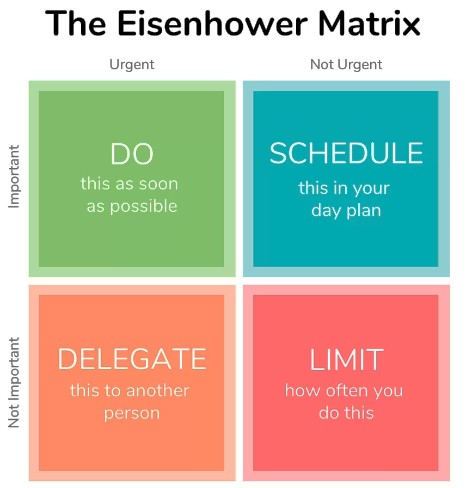 The Eisenhower Matrix
Urgent
Not Urgent
Important
DO
this as soon
as possible
SCHEDULE
this in your
day plan
Not Important
DELEGATE
this to another
person
LIMIT
how often you
do this